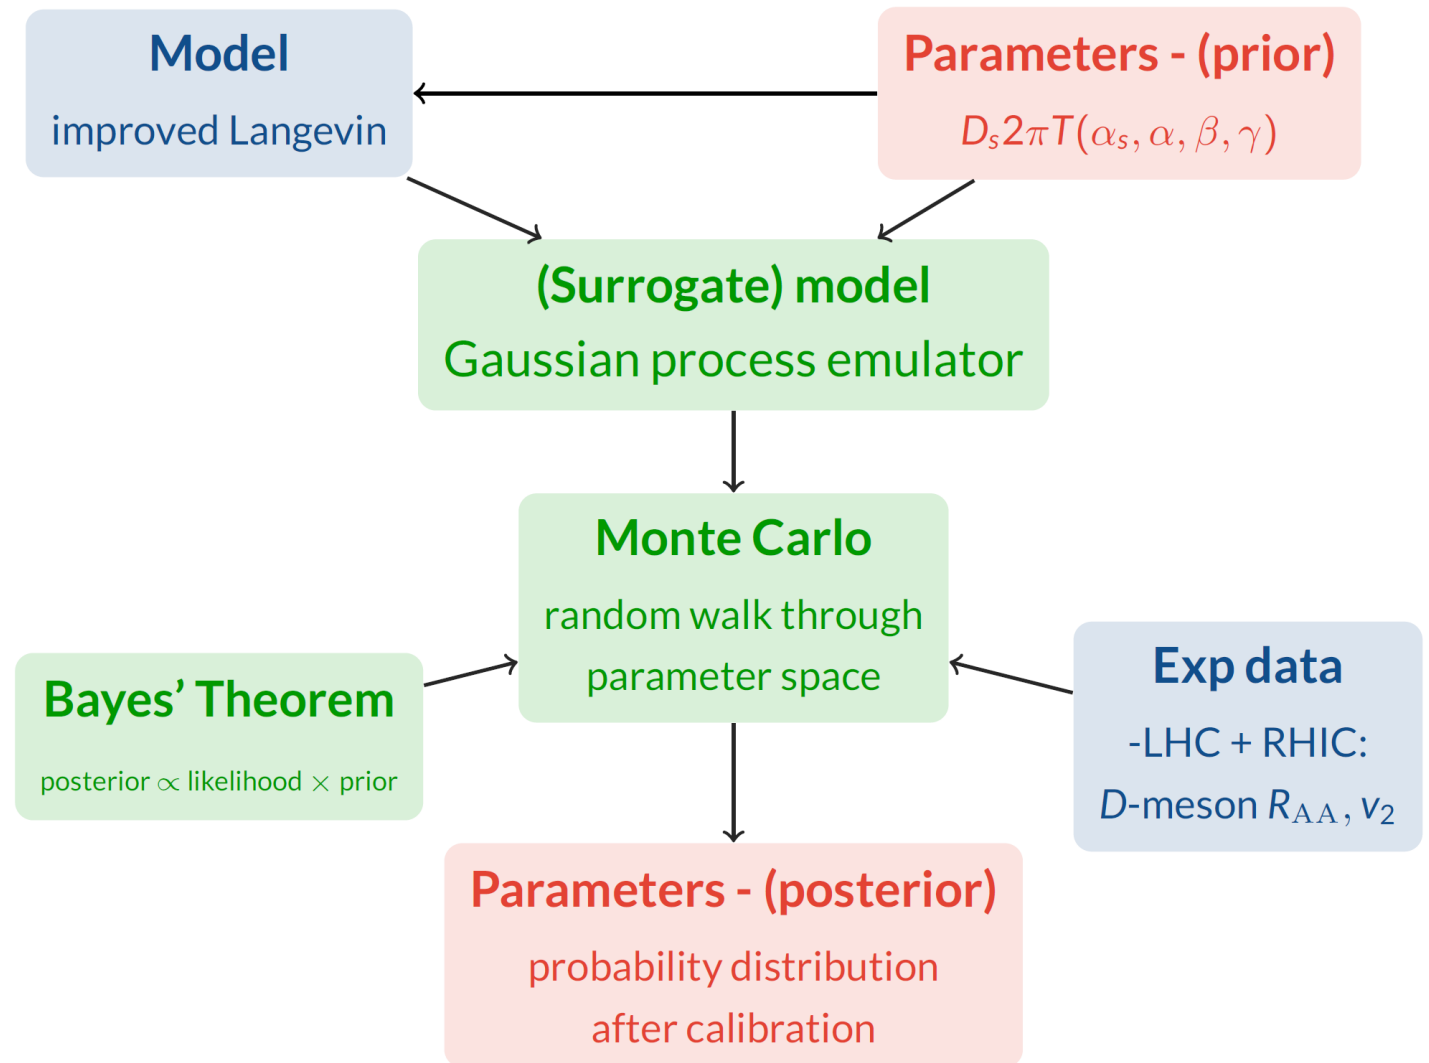 Model
improved Langevin
Parameters - (prior)
Dₛ2πT(αₛ, α, β, γ)
(Surrogate) model
Gaussian process emulator
Monte Carlo
random walk through
parameter space
Bayes’ Theorem
posterior ∝ likelihood × prior
Exp data
-LHC + RHIC:
D-meson R_AA, v₂
Parameters - (posterior)
probability distribution
after calibration